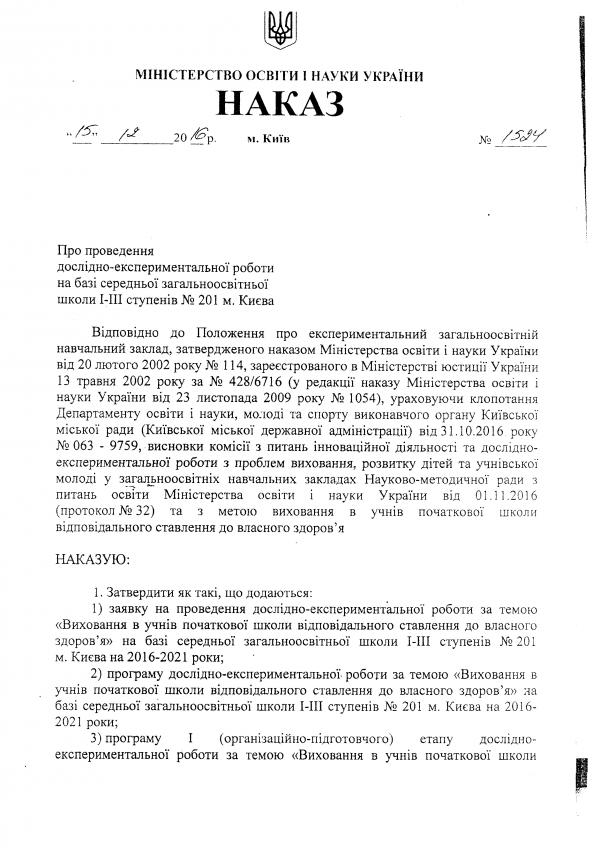 МІНІСТЕРСТВО ОСВІТИ І НАУКИ УКРАЇНИ
НАКАЗ
"15" 12 2016 р. м. Київ № 1524
Про проведення
дослідно-експериментальної роботи
на базі середньої загальноосвітньої
школи І-ІІІ ступенів № 201 м. Києва
Відповідно до Положення про експериментальний загальноосвітній
навчальний заклад, затвердженого наказом Міністерства освіти і науки України
від 20 лютого 2002 року № 114, зареєстрованого в Міністерстві юстиції України
13 травня 2002 року за № 428/6716 (у редакції наказу Міністерства освіти і
науки України від 23 листопада 2009 року № 1054), ураховуючи клопотання
Департаменту освіти і науки, молоді та спорту виконавчого органу Київської
міської ради (Київської міської державної адміністрації) від 31.10.2016 року
№ 063 - 9759, висновки комісії з питань інноваційної діяльності та дослідно-
експериментальної роботи з проблем виховання, розвитку дітей та учнівської
молоді у загальноосвітніх навчальних закладах Науково-методичної ради з
питань освіти Міністерства освіти і науки України від 01.11.2016
(протокол № 32) та з метою виховання в учнів початкової школи
відповідального ставлення до власного здоров’я
НАКАЗУЮ:
1. Затвердити як такі, що додаються:
1) заявку на проведення дослідно-експериментальної роботи за темою
«Виховання в учнів початкової школи відповідального ставлення до власного
здоров’я» на базі середньої загальноосвітньої школи І-ІІІ ступенів № 201
м. Києва на 2016-2021 роки;
2) програму дослідно-експериментальної роботи за темою «Виховання в
учнів початкової школи відповідального ставлення до власного здоров’я» на
базі середньої загальноосвітньої школи І-ІІІ ступенів № 201 м. Києва на 2016-
2021 роки;
3) програму І (організаційно-підготовчого) етапу дослідно-
експериментальної роботи за темою «Виховання в учнів початкової школи